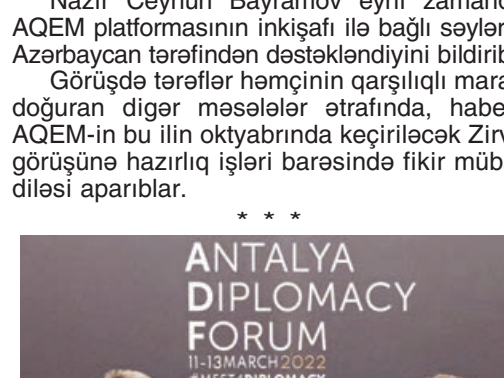 Nazir Ceyhun Bayramov eyni zamanda
AQEM platformasının inkişafı ilə bağlı səylər
Azərbaycan tərəfindən dəstəkləndiyini bildirib
Görüşdə tərəflər həmçinin qarşılıqlı mara
doğuran digər məsələlər ətrafında, habe
AQEM-in bu ilin oktyabrında keçiriləcək Zirv
görüşünə hazırlıq işləri barəsində fikir müb
diləsi aparıblar.
* * *
ANTALYA
DIPLOMACY
FORUM
11-13MARCH2022
#MEET4DIPLOMACY